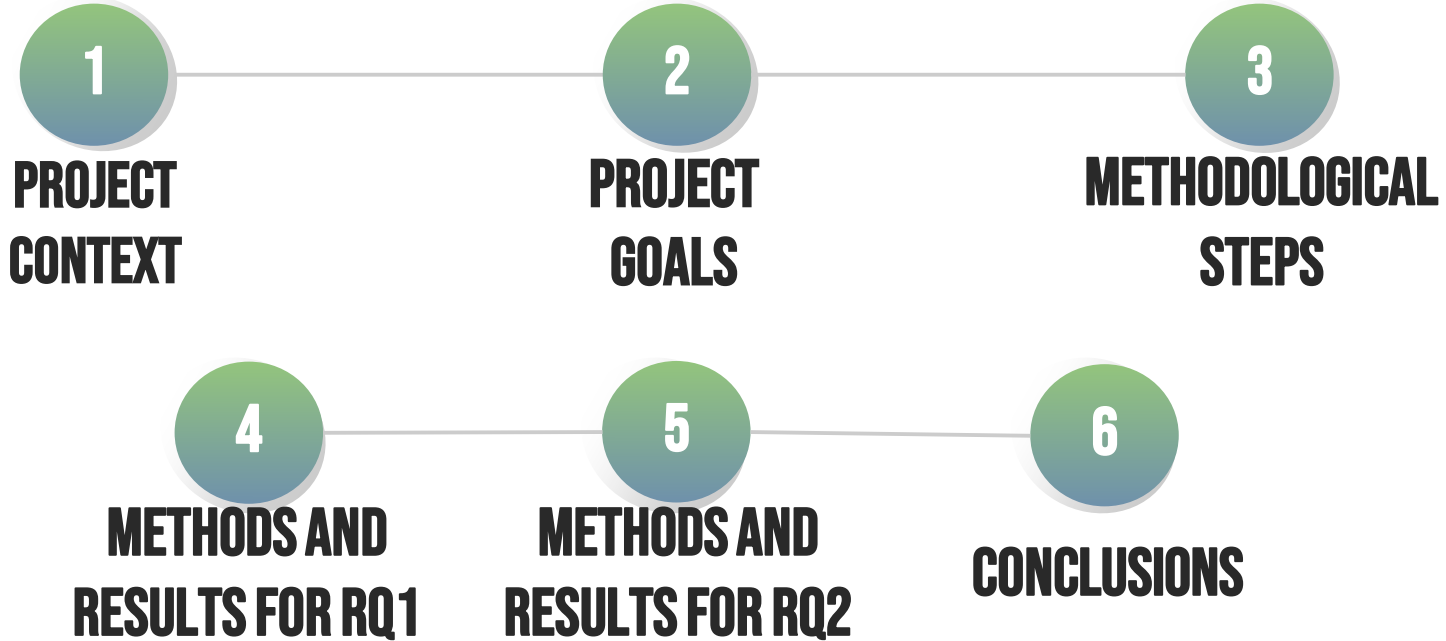 1
2
3
PROJECT
CONTEXT
PROJECT
GOALS
METHODOLOGICAL
STEPS
4
5
6
METHODS AND
RESULTS FOR RQ1
METHODS AND
RESULTS FOR RQ2
CONCLUSIONS